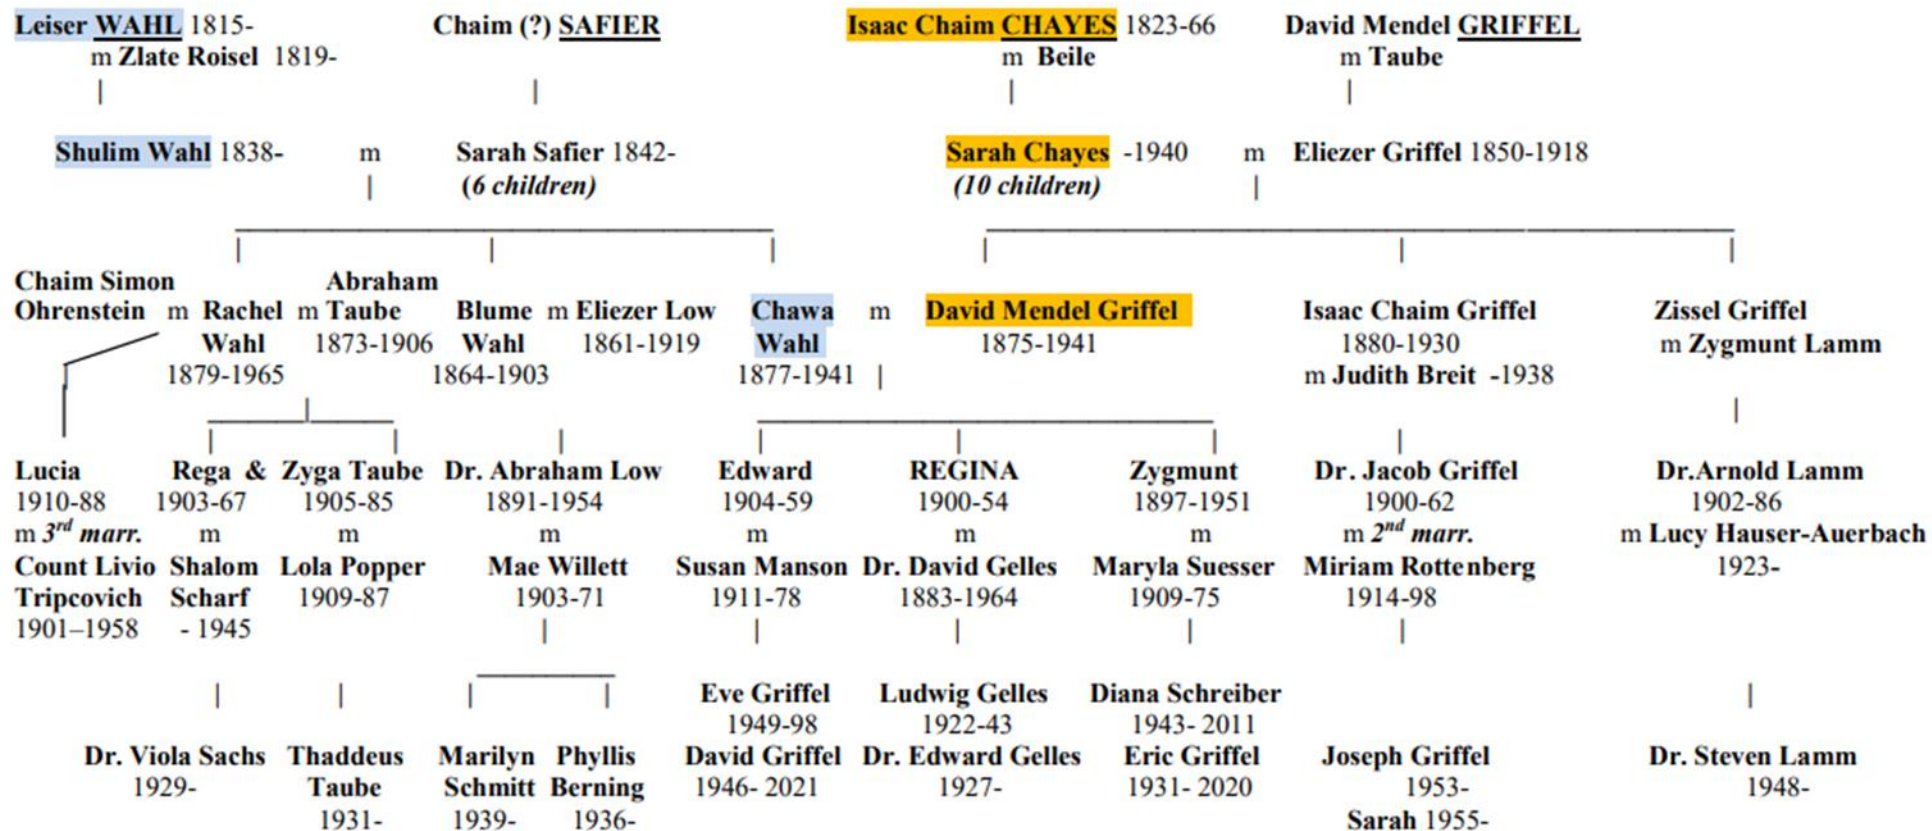 Leiser WAHL 1815- Chaim (?) SAFIER Isaac Chaim CHAYES 1823-66 David Mendel GRIFFEL
m Zlate Roisel 1819- m Beile m Taube
Shulim Wahl 1838- m Sarah Safier 1842- Sarah Chayes -1940 m Eliezer Griffel 1850-1918
(6 children) (10 children)
Chaim Simon Abraham
Ohrenstein m Rachel m Taube Blume m Eliezer Low Chawa m David Mendel Griffel Isaac Chaim Griffel Zissel Griffel
Wahl 1873-1906 Wahl 1861-1919 Wahl 1875-1941 1880-1930 m Zygmunt Lamm
1879-1965 1864-1903 1877-1941 m Judith Breit -1938
Lucia Rega & Zyga Taube Dr. Abraham Low Edward REGINA Zygmunt Dr. Jacob Griffel Dr.Arnold Lamm
1910-88 1903-67 1905-85 1891-1954 1904-59 1900-54 1897-1951 1900-62 1902-86
m 3rd marr. m m m m m m m 2nd marr. m Lucy Hauser-Auerbach
Count Livio Shalom Lola Popper Mae Willett Susan Manson Dr. David Gelles Maryla Suesser Miriam Rottenberg 1923-
Tripcovich Scharf 1909-87 1903-71 1911-78 1883-1964 1909-75 1914-98
1901–1958 - 1945
Eve Griffel Ludwig Gelles Diana Schreiber
1949-98 1922-43 1943- 2011
Dr. Viola Sachs Thaddeus Marilyn Phyllis David Griffel Dr. Edward Gelles Eric Griffel Joseph Griffel Dr. Steven Lamm
1929- Taube Schmitt Berning 1946- 2021 1927- 1931- 2020 1953- 1948-
1931- 1939- 1936- Sarah 1955-